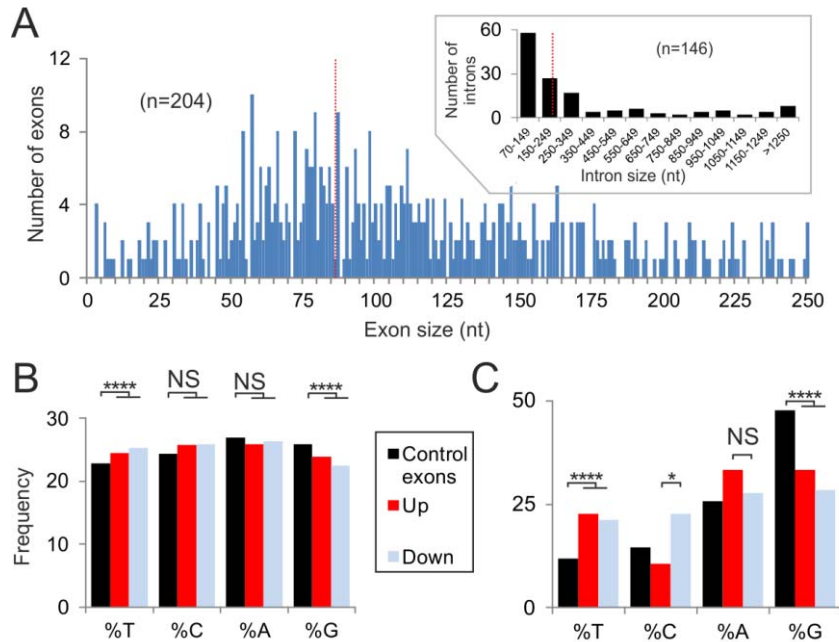 A
Number of exons
12
8
4
0
(n=204)
0
25
50
75
100
125
150
175
200
225
250
Exon size (nt)
Number of
introns
60
30
0
(n=146)
70-149
150-249
250-349
350-449
450-549
550-649
650-749
750-849
850-949
950-1049
1050-1149
1150-1249
>1250
Intron size (nt)
B
Frequency
30
20
10
0
****
NS
NS
****
%T
%C
%A
%G
Control
exons
Up
Down
C
50
25
0
****
*
NS
****
%T
%C
%A
%G